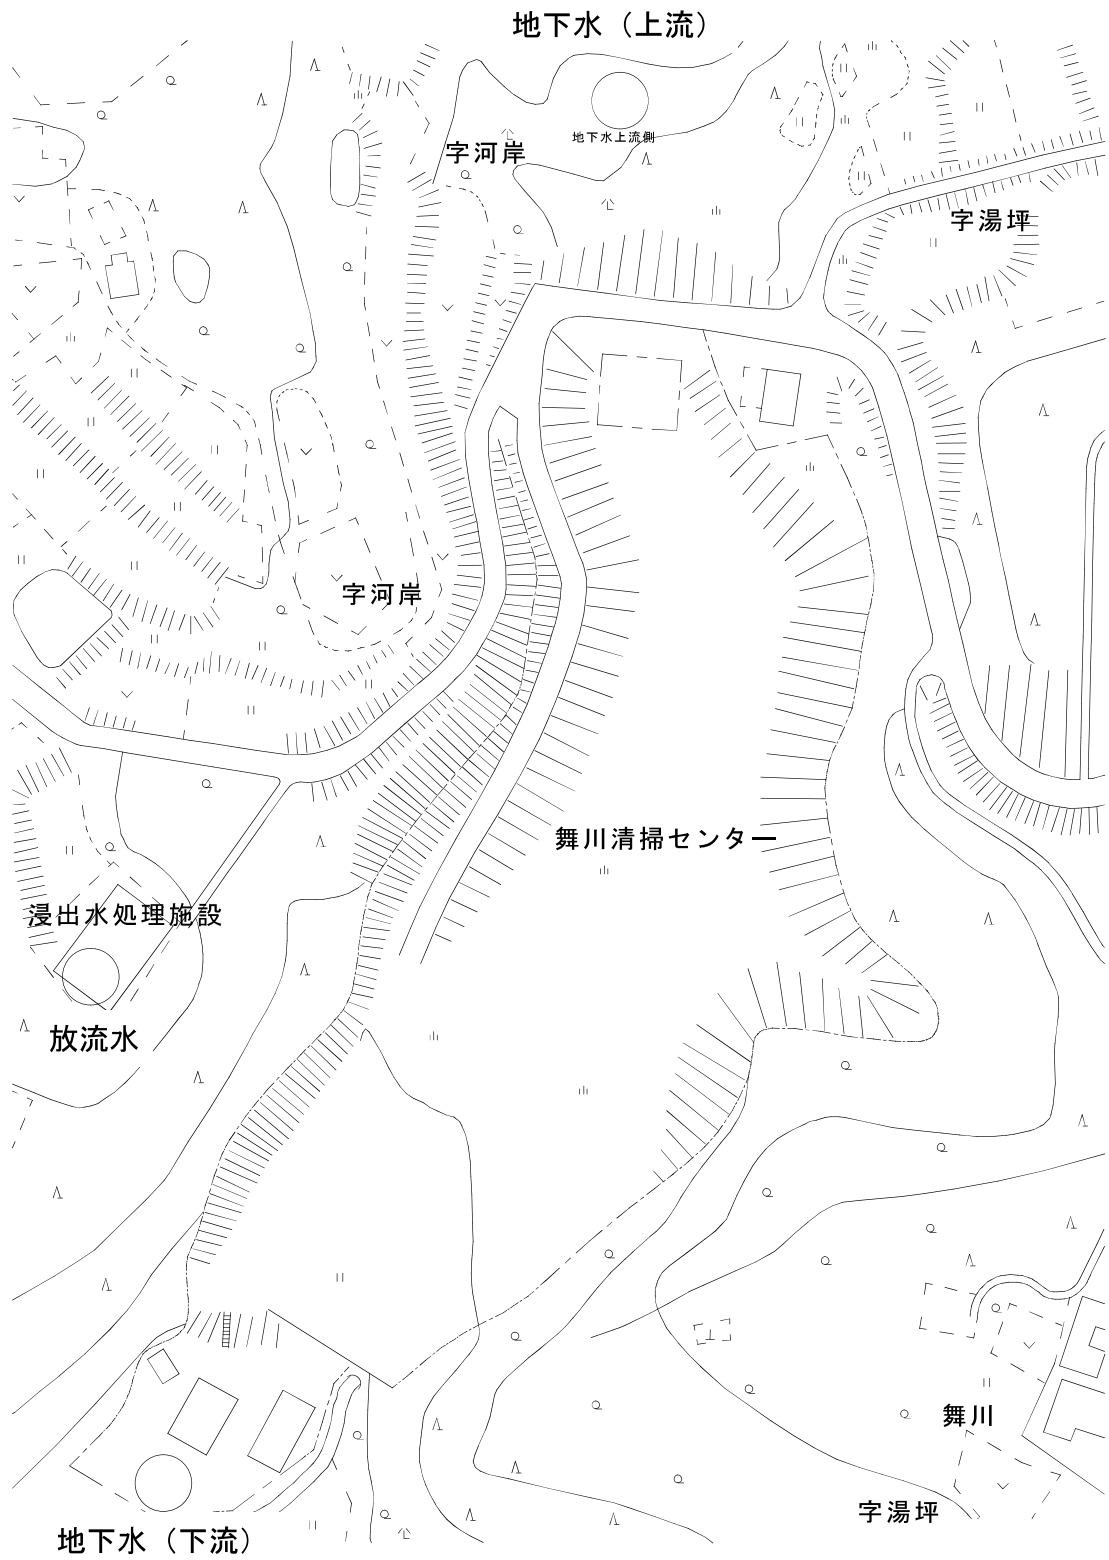 地下水（上流）
地下水上流側
字河岸
字湯坪
字河岸
舞川清掃センター
浸出水処理施設
放流水
舞川
字湯坪
地下水（下流）